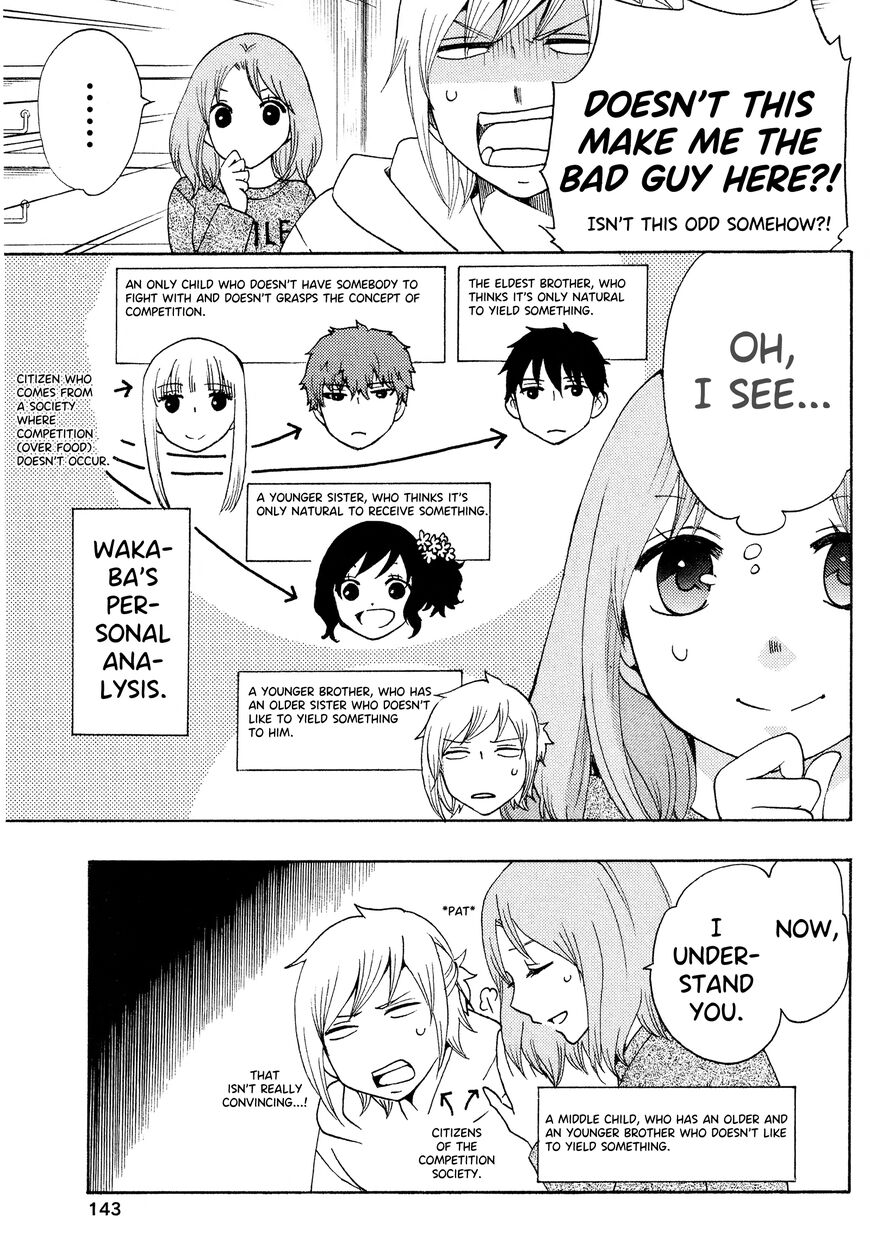 DOESN'T THIS
MAKE ME THE
BAD GUY HERE?!
ISN'T THIS ODD SOMEHOW?!
......
OH,
I SEE...
THE ELDEST BROTHER, WHO
THINKS IT'S ONLY NATURAL
TO YIELD SOMETHING.
AN ONLY CHILD WHO DOESN'T HAVE SOMEBODY TO
FIGHT WITH AND DOESN'T GRASPS THE CONCEPT OF
COMPETITION.
CITIZEN WHO
COMES FROM
A SOCIETY
WHERE
COMPETITION
(OVER FOOD)
DOESN'T OCCUR.
A YOUNGER SISTER, WHO THINKS IT'S
ONLY NATURAL TO RECEIVE SOMETHING.
WAKA-
BA'S
PER-
SONAL
ANA-
LYSIS.
A YOUNGER BROTHER, WHO HAS
AN OLDER SISTER WHO DOESN'T
LIKE TO YIELD SOMETHING
TO HIM.
NOW,
I
UNDER-
STAND
YOU.
*PAT*
THAT
ISN'T REALLY
CONVINCING...!
CITIZENS
OF THE
COMPETITION
SOCIETY.
A MIDDLE CHILD, WHO HAS AN OLDER AND
AN YOUNGER BROTHER WHO DOESN'T LIKE
TO YIELD SOMETHING.
143